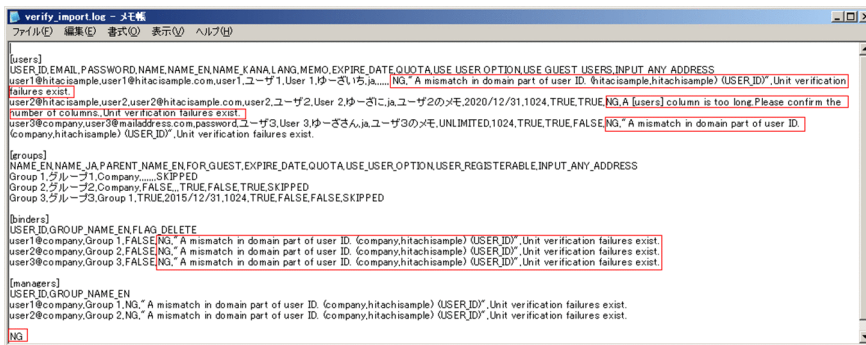 verify_import.log - メモ帳
ファイル(F) 編集(E) 書式(O) 表示(V) ヘルプ(H)
[users]
USER_ID,EMAIL,PASSWORD,NAME,NAME_EN,NAME_KANA,LANG,MEMO,EXPIRE_DATE,QUOTA,USE_USER_OPTION,USE_GUEST_USERS,INPUT_ANY_ADDRESS
user1@hitacisample,user1@hitacisample.com,user1,ユーザ1,User 1,ゆーざいち,ja,,,,,,NG,"A mismatch in domain part of user ID. (hitacisample,hitachisample) (USER_ID)",Unit verification
failures exist.
user2@hitacisample,user2,user2@hitacisample.com,user2,ユーザ2,User 2,ゆーざに,ja,ユーザ2のメモ,2020/12/31,1024,TRUE,TRUE,NG,A [users] column is too long.Please confirm the
number of columns.,Unit verification failures exist.
user3@company,user3@mailaddress.com,password,ユーザ3,User 3,ゆーざさん,ja,ユーザ3のメモ,UNLIMITED,1024,TRUE,TRUE,FALSE,NG,"A mismatch in domain part of user ID.
(company,hitachisample) (USER_ID)",Unit verification failures exist.
[groups]
NAME_EN,NAME_JA,PARENT_NAME_EN,FOR_GUEST,EXPIRE_DATE,QUOTA,USE_USER_OPTION,USER_REGISTERABLE,INPUT_ANY_ADDRESS
Group 1,グループ1,Company,,,,,,SKIPPED
Group 2,グループ2,Company,FALSE,,,TRUE,FALSE,TRUE,SKIPPED
Group 3,グループ3,Group 1,TRUE,2015/12/31,1024,TRUE,FALSE,FALSE,SKIPPED
[binders]
USER_ID,GROUP_NAME_EN,FLAG_DELETE
user1@company,Group 1,FALSE,NG,"A mismatch in domain part of user ID. (company,hitachisample) (USER_ID)",Unit verification failures exist.
user2@company,Group 2,FALSE,NG,"A mismatch in domain part of user ID. (company,hitachisample) (USER_ID)",Unit verification failures exist.
user3@company,Group 3,FALSE,NG,"A mismatch in domain part of user ID. (company,hitachisample) (USER_ID)",Unit verification failures exist.
[managers]
USER_ID,GROUP_NAME_EN
user1@company,Group 1,NG,"A mismatch in domain part of user ID. (company,hitachisample) (USER_ID)",Unit verification failures exist.
user2@company,Group 2,NG,"A mismatch in domain part of user ID. (company,hitachisample) (USER_ID)",Unit verification failures exist.
NG